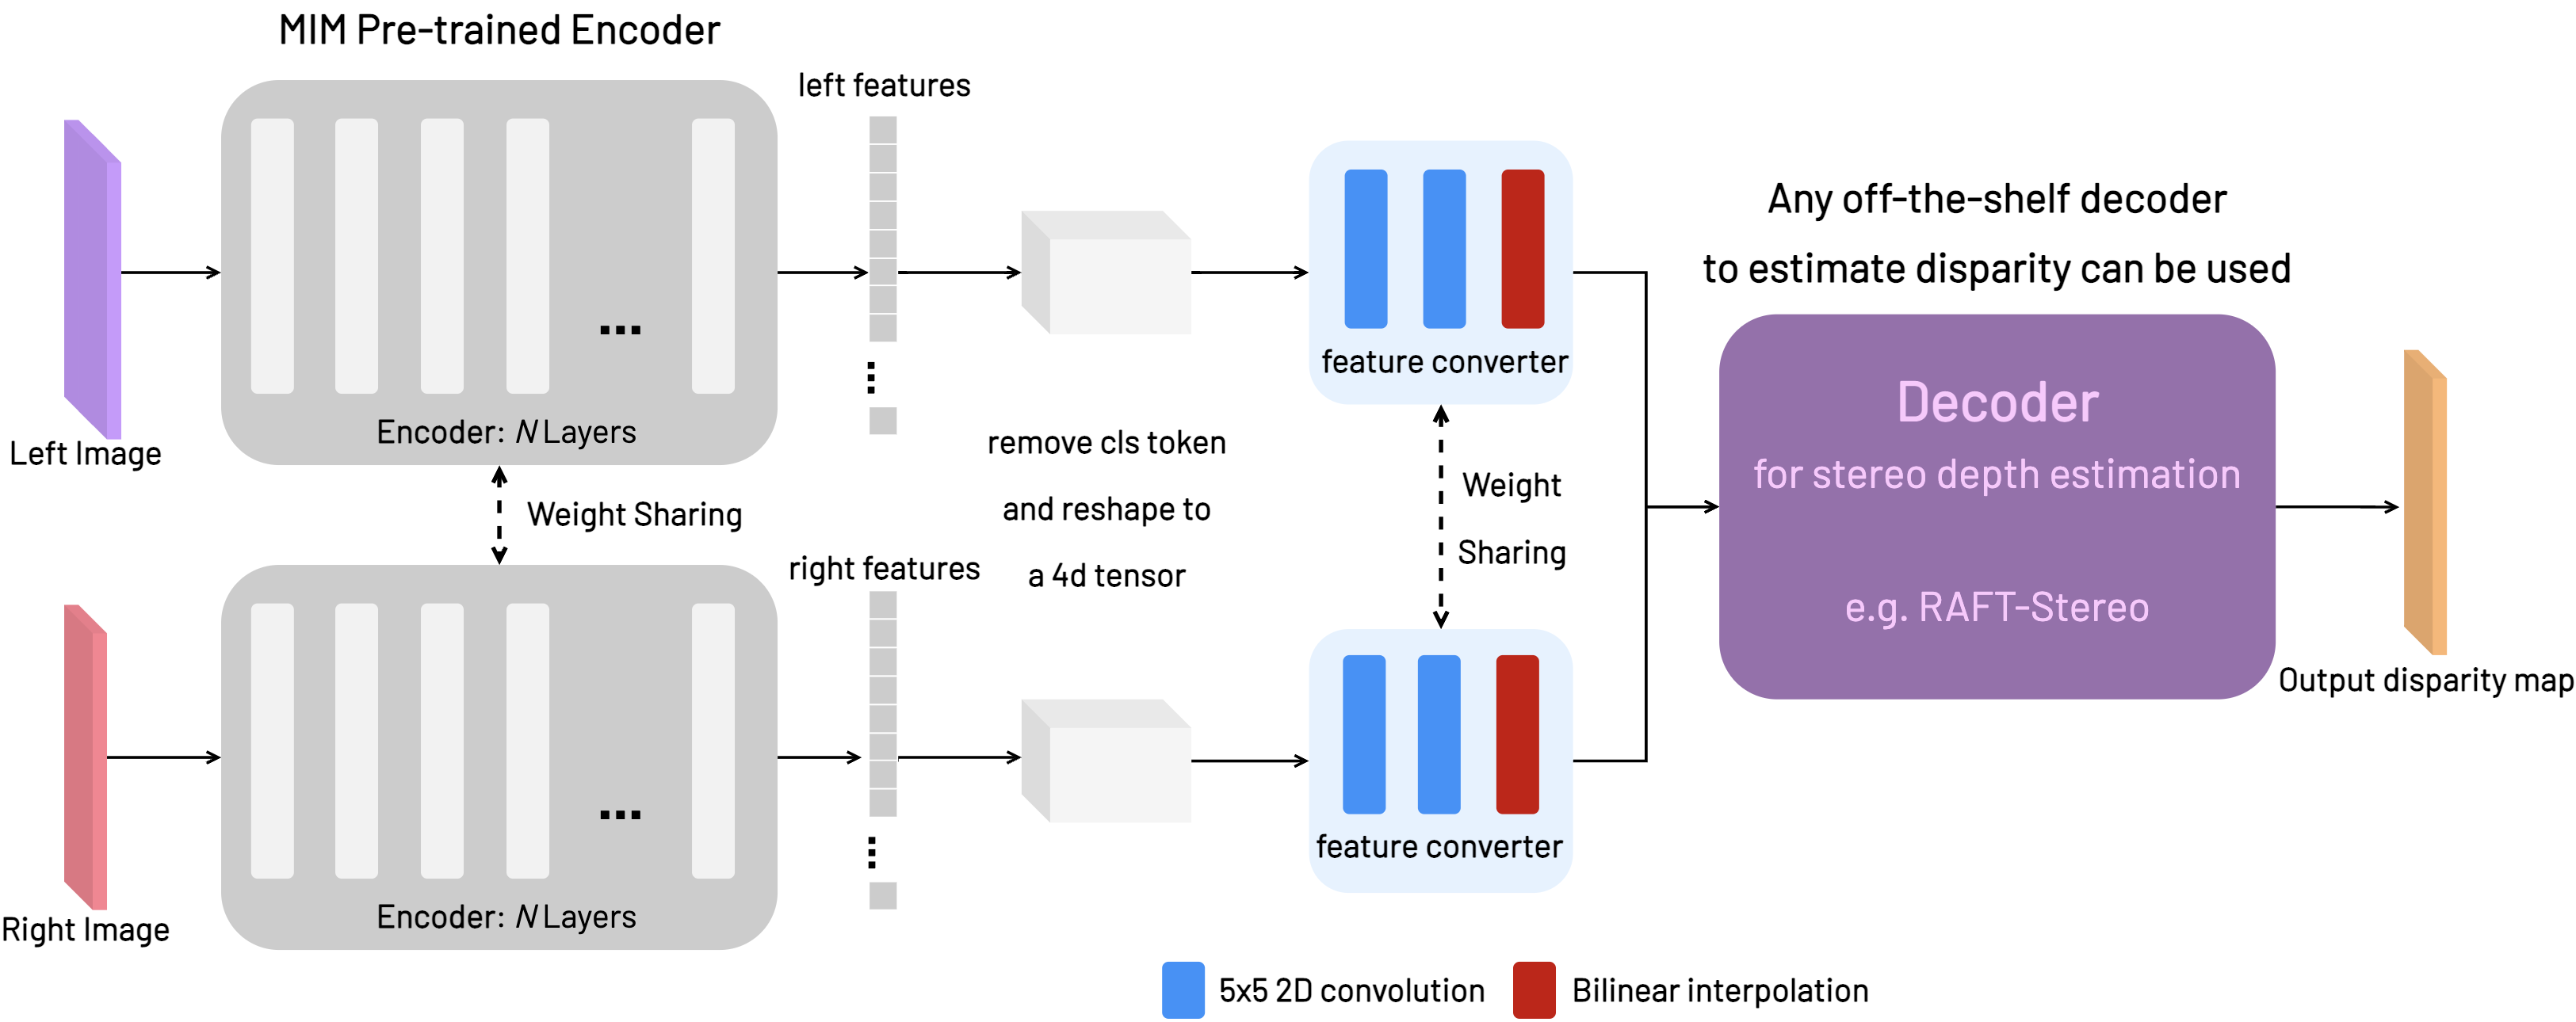 MIM Pre-trained Encoder
left features
Left Image
Encoder: N Layers
feature converter
Any off-the-shelf decoder
to estimate disparity can be used
Decoder
for stereo depth estimation
e.g. RAFT-Stereo
Output disparity map
Weight Sharing
remove cls token
and reshape to
a 4d tensor
Weight
Sharing
right features
Right Image
Encoder: N Layers
feature converter
5x5 2D convolution
Bilinear interpolation